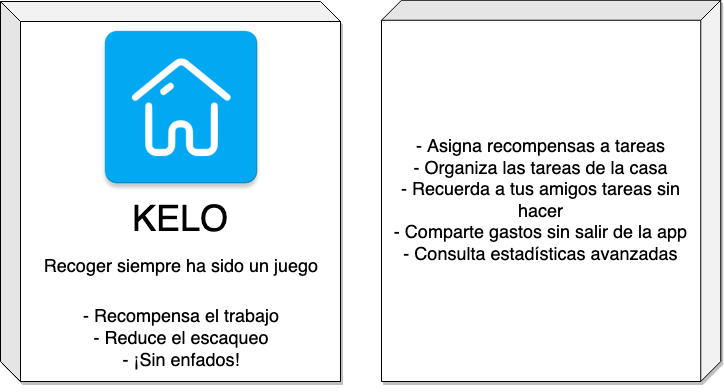 KELO
Recoger siempre ha sido un juego
- Recompensa el trabajo
- Reduce el escaqueo
- ¡Sin enfados!
- Asigna recompensas a tareas
- Organiza las tareas de la casa
- Recuerda a tus amigos tareas sin
hacer
- Comparte gastos sin salir de la app
- Consulta estadísticas avanzadas